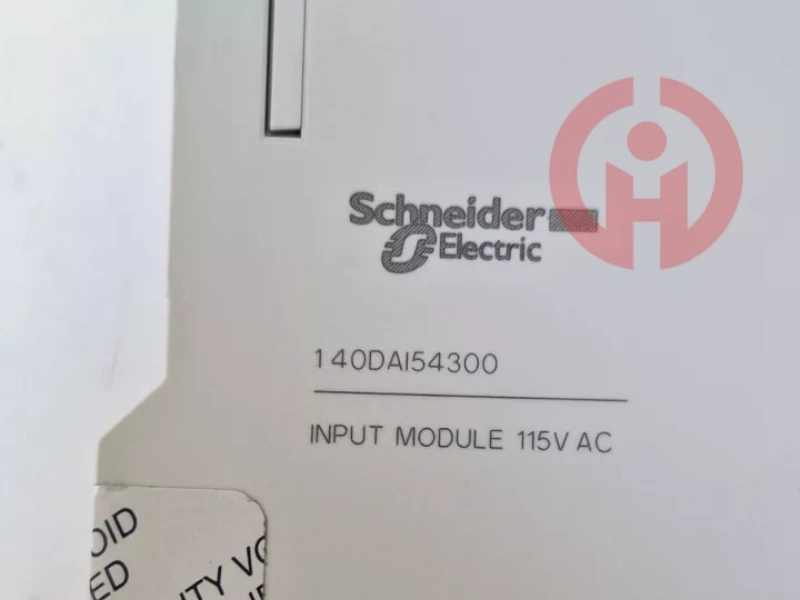 Schneider
Electric
140DAI54300
INPUT MODULE 115V AC